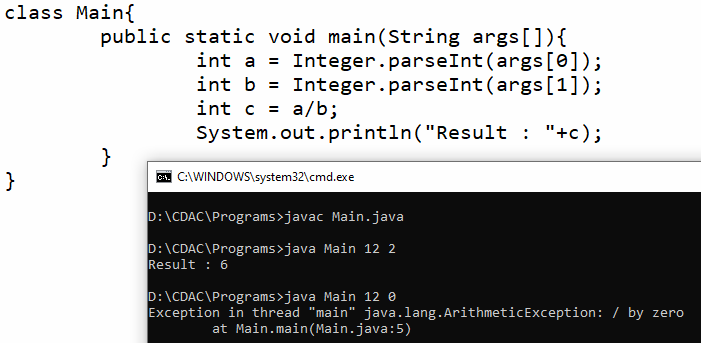 class Main{
public static void main(String args[]){
int a = Integer.parseInt(args[0]);
int b = Integer.parseInt(args[1]);
int c = a/b;
System.out.println("Result : "+c);
}
}
C:\WINDOWS\system32\cmd.exe
D:\CDAC\Programs>javac Main.java
D:\CDAC\Programs>java Main 12 2
Result : 6
D:\CDAC\Programs>java Main 12 0
Exception in thread "main" java.lang.ArithmeticException: / by zero
at Main.main(Main.java:5)